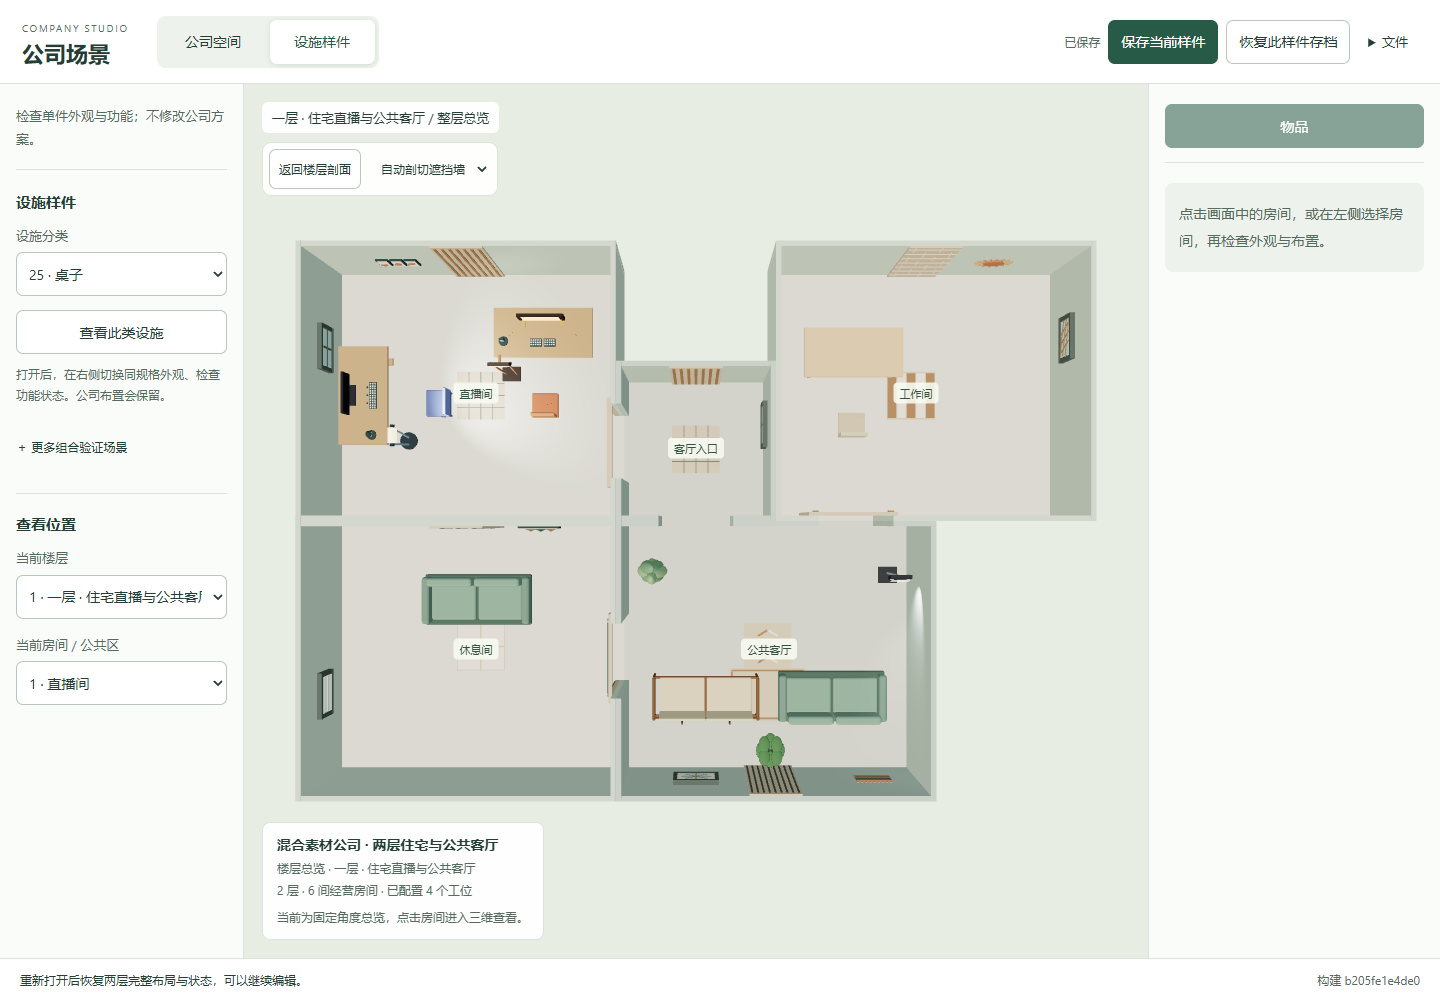 COMPANY STUDIO
公司场景
公司空间
设施样件
已保存
保存当前样件
恢复此样件存档
▶ 文件
检查单件外观与功能；不修改公司方
案。
设施样件
设施分类
25 · 桌子
查看此类设施
打开后，在右侧切换同规格外观、检查
功能状态。公司布置会保留。
+ 更多组合验证场景
查看位置
当前楼层
1 · 一层 · 住宅直播与公共客厅
当前房间 / 公共区
1 · 直播间
一层 · 住宅直播与公共客厅 / 整层总览
返回楼层剖面
自动剖切遮挡墙
直播间
工作间
客厅入口
休息间
公共客厅
混合素材公司 · 两层住宅与公共客厅
楼层总览 · 一层 · 住宅直播与公共客厅
2 层 · 6 间经营房间 · 已配置 4 个工位
当前为固定角度总览，点击房间进入三维查看。
物品
点击画面中的房间，或在左侧选择房
间，再检查外观与布置。
重新打开后恢复两层完整布局与状态，可以继续编辑。
构建 b205fe1e4de0